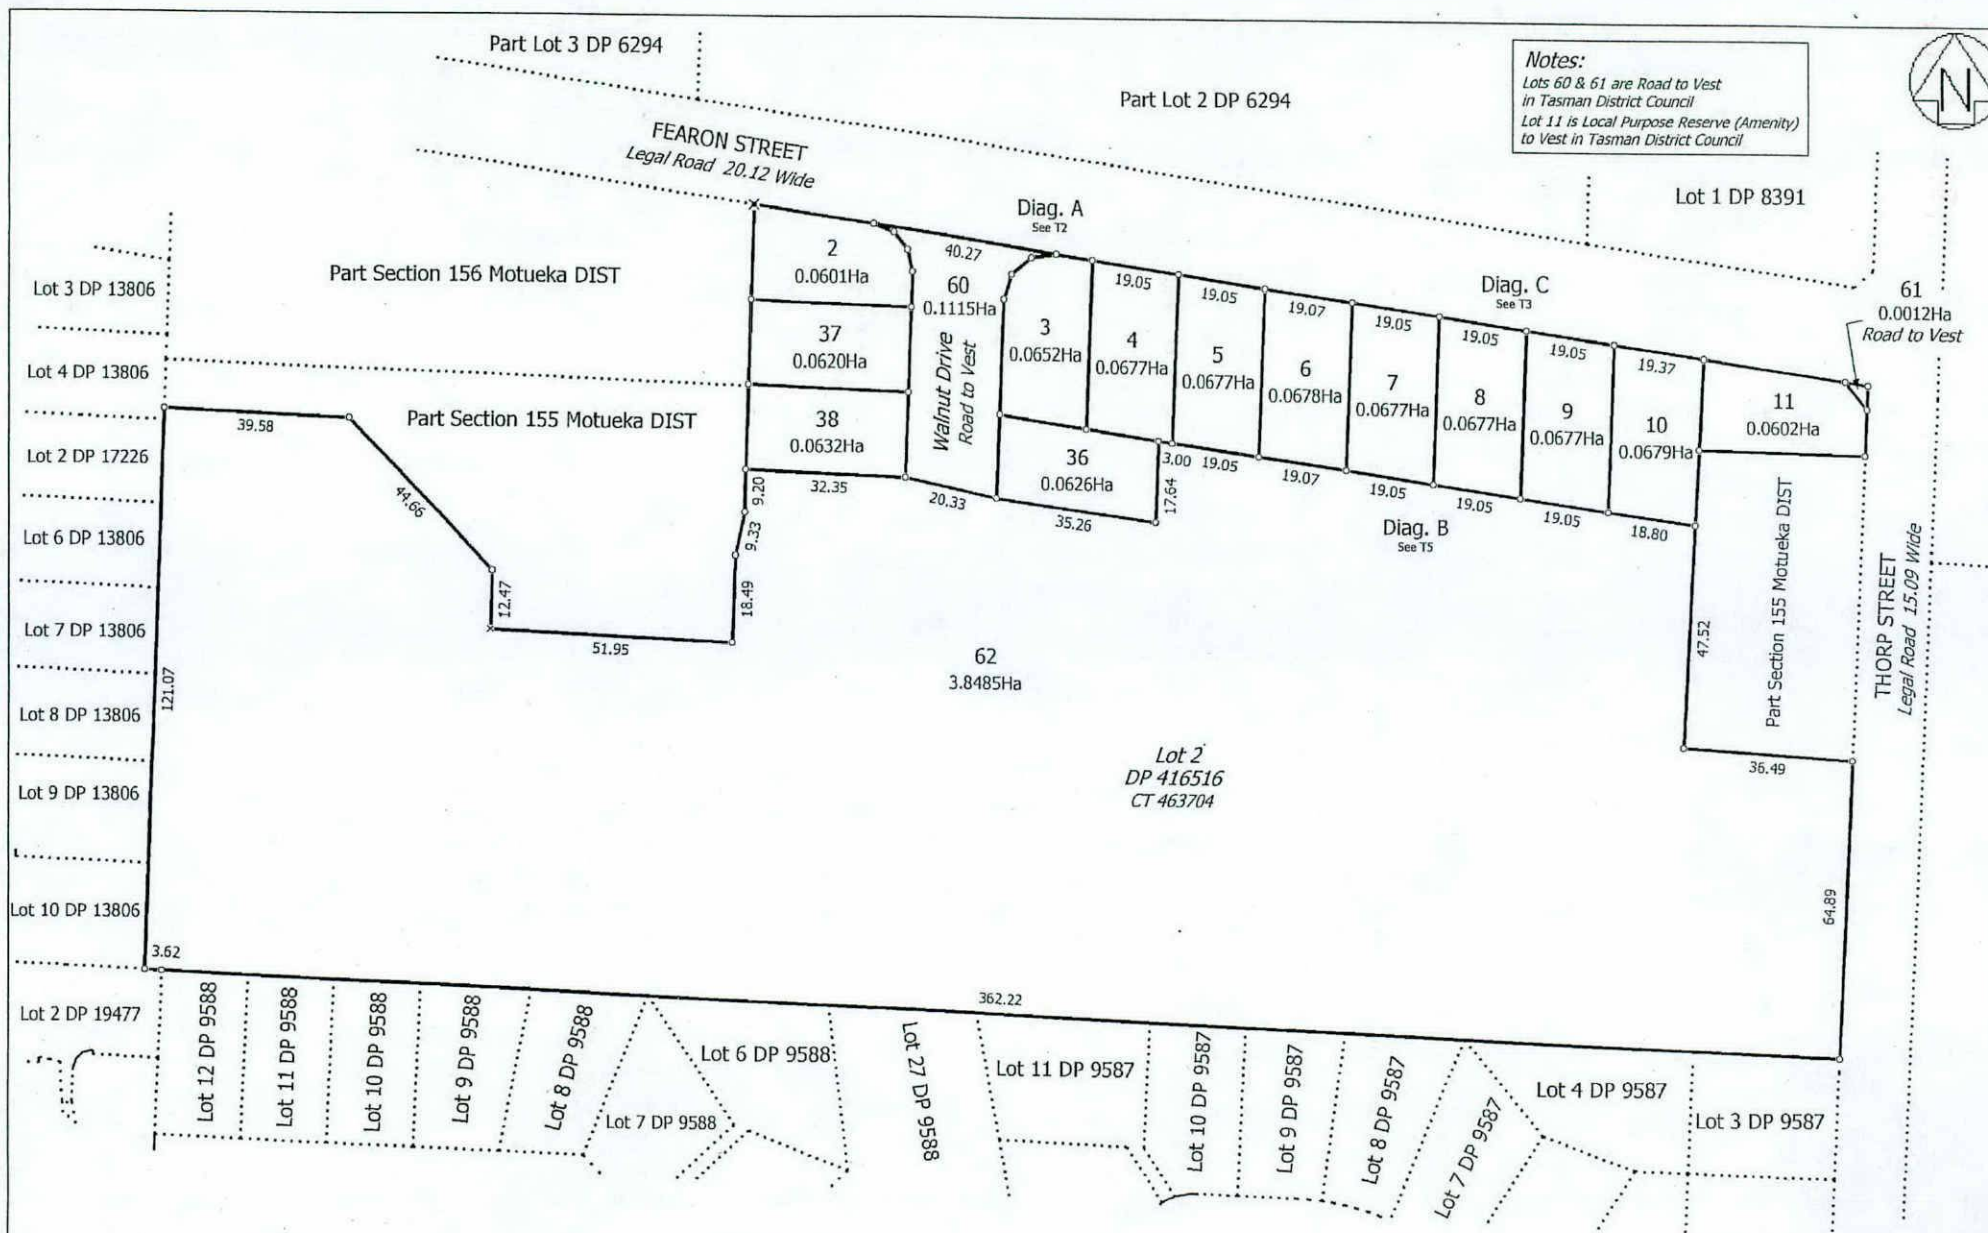 Part Lot 3 DP 6294
Part Lot 2 DP 6294
Notes:
Lots 60 & 61 are Road to Vest
in Tasman District Council
Lot 11 is Local Purpose Reserve (Amenity)
to Vest in Tasman District Council
N
FEARON STREET
Legal Road 20.12 Wide
Lot 1 DP 8391
Diag. A
See T2
Diag. C
See T3
61
0.0012Ha
Road to Vest
Part Section 156 Motueka DIST
Lot 3 DP 13806
Lot 4 DP 13806
Lot 2 DP 17226
Lot 6 DP 13806
Lot 7 DP 13806
Lot 8 DP 13806
Lot 9 DP 13806
Lot 10 DP 13806
Lot 2 DP 19477
2
0.0601Ha
37
0.0620Ha
38
0.0632Ha
40.27
60
0.1115Ha
Walnut Drive
Road to Vest
3
0.0652Ha
19.05
4
0.0677Ha
19.05
5
0.0677Ha
19.07
6
0.0678Ha
19.05
7
0.0677Ha
19.05
8
0.0677Ha
19.05
9
0.0677Ha
19.37
10
0.0679Ha
11
0.0602Ha
36
0.0626Ha
3.00
19.05
19.07
19.05
19.05
19.05
18.80
17.64
Diag. B
See T5
Part Section 155 Motueka DIST
39.58
44.66
12.47
51.95
18.49
9.33
9.20
32.35
20.33
35.26
121.07
62
3.8485Ha
Lot 2
DP 416516
CT 463704
47.52
Part Section 155 Motueka DIST
36.49
THORP STREET
Legal Road 15.09 Wide
64.89
3.62
362.22
Lot 12 DP 9588
Lot 11 DP 9588
Lot 10 DP 9588
Lot 9 DP 9588
Lot 8 DP 9588
Lot 7 DP 9588
Lot 6 DP 9588
Lot 27 DP 9588
Lot 11 DP 9587
Lot 10 DP 9587
Lot 9 DP 9587
Lot 8 DP 9587
Lot 7 DP 9587
Lot 4 DP 9587
Lot 3 DP 9587